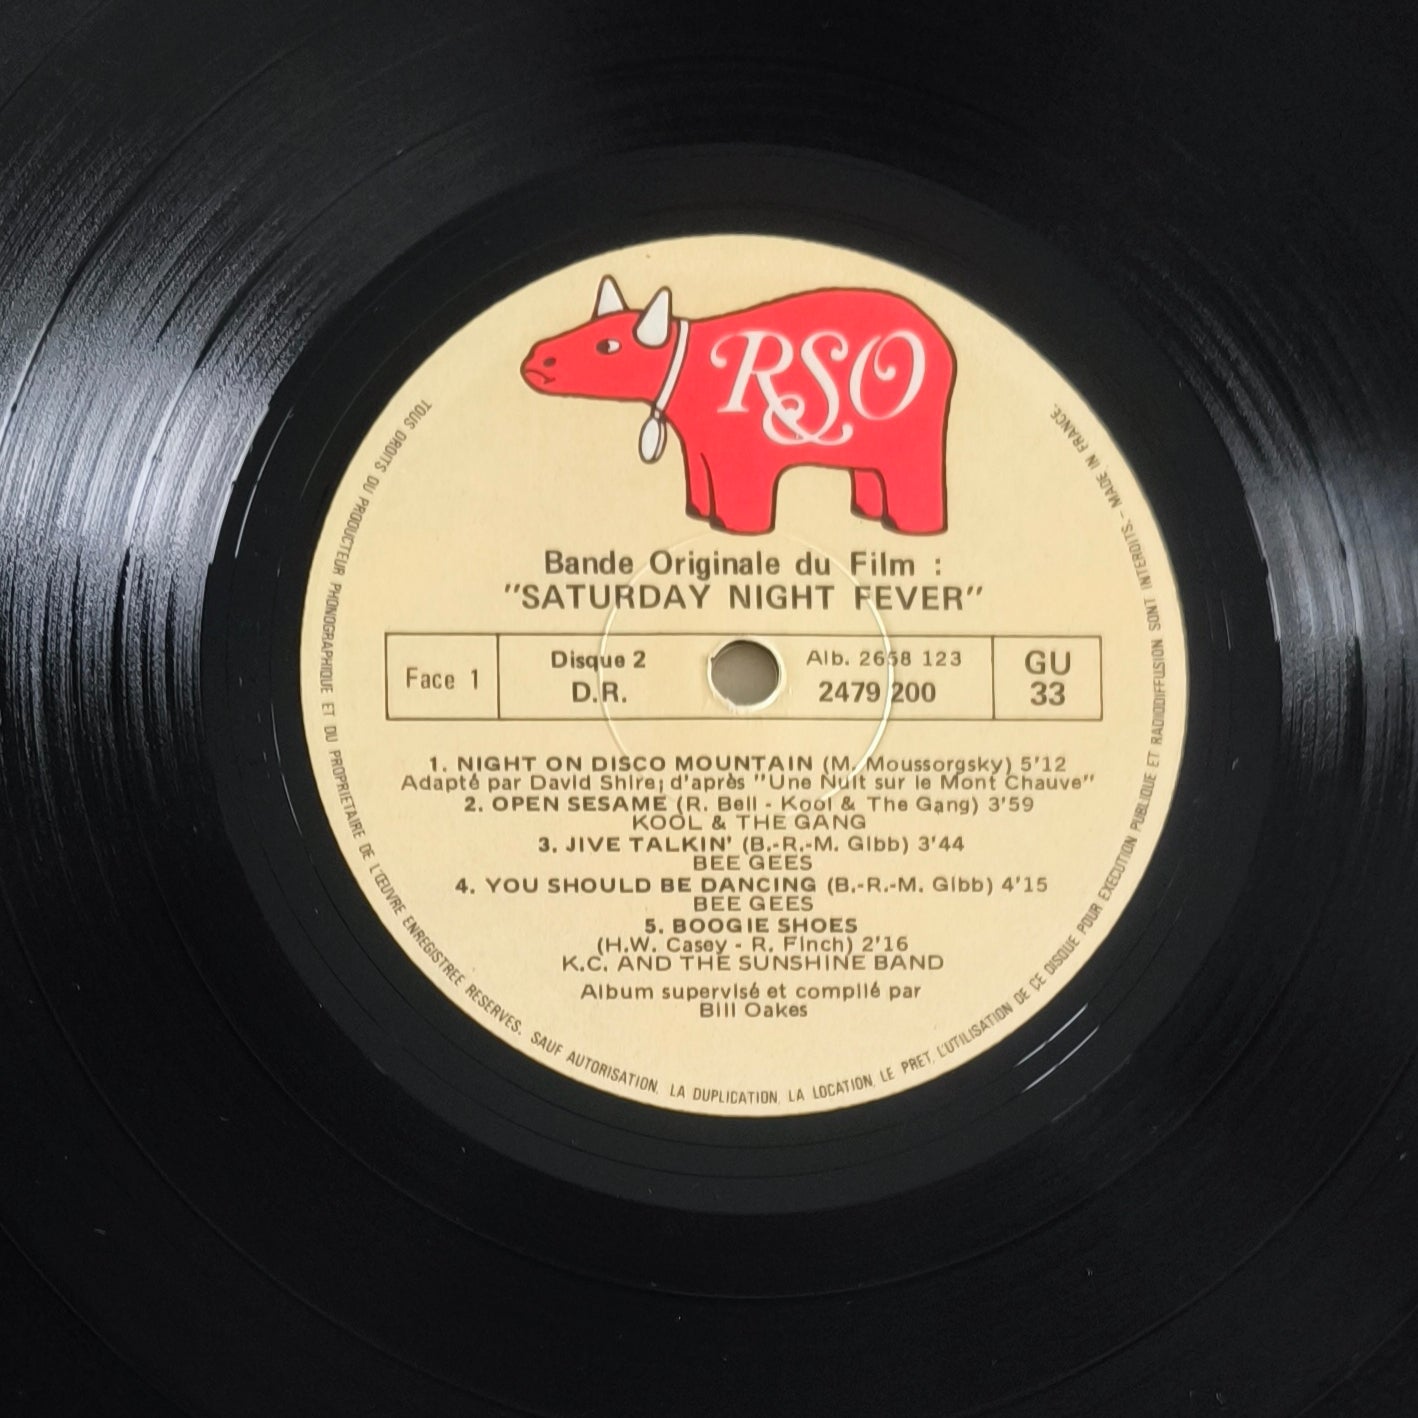 RSO
Bande Originale du Film :
"SATURDAY NIGHT FEVER"
Face 1
Disque 2
D.R.
Alb. 2658 123
2479 200
GU
33
1. NIGHT ON DISCO MOUNTAIN (M. Moussorgsky) 5'12
Adapté par David Shire; d'après "Une Nuit sur le Mont Chauve"
2. OPEN SESAME (R. Bell - Kool & The Gang) 3'59
KOOL & THE GANG
3. JIVE TALKIN' (B.-R.-M. Gibb) 3'44
BEE GEES
4. YOU SHOULD BE DANCING (B.-R.-M. Gibb) 4'15
BEE GEES
5. BOOGIE SHOES
(H.W. Casey - R. Finch) 2'16
K.C. AND THE SUNSHINE BAND
Album supervisé et compilé par
Bill Oakes
TOUS DROITS DU PRODUCTEUR PHONOGRAPHIQUE ET DU PROPRIETAIRE DE L'ŒUVRE ENREGISTREE RESERVES. SAUF AUTORISATION, LA DUPLICATION, LA LOCATION, LE PRET, L'UTILISATION DE CE DISQUE POUR EXECUTION PUBLIQUE ET RADIODIFFUSION SONT INTERDITS. – MADE IN FRANCE.